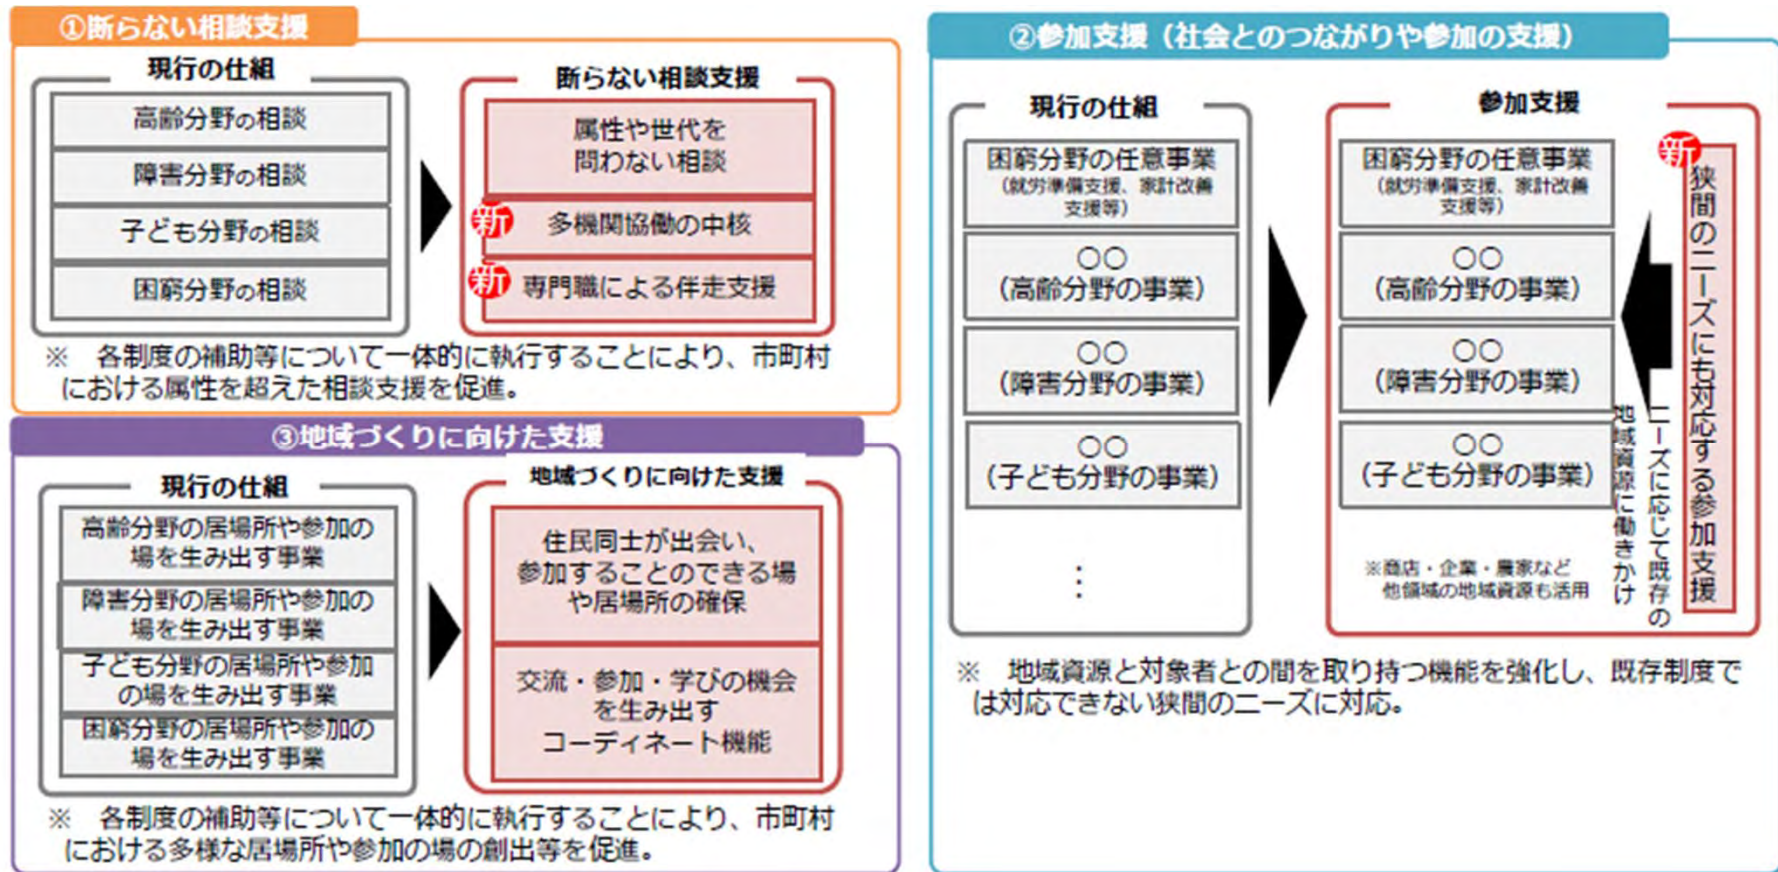 ①断らない相談支援
現行の仕組
高齢分野の相談
障害分野の相談
子ども分野の相談
困窮分野の相談
断らない相談支援
属性や世代を
問わない相談
新
多機関協働の中核
新
専門職による伴走支援
※　各制度の補助等について一体的に執行することにより、市町村
における属性を超えた相談支援を促進。
②参加支援（社会とのつながりや参加の支援）
現行の仕組
困窮分野の任意事業
（就労準備支援、家計改善
支援等）
○○
（高齢分野の事業）
○○
（障害分野の事業）
○○
（子ども分野の事業）
⋮
参加支援
困窮分野の任意事業
（就労準備支援、家計改善
支援等）
○○
（高齢分野の事業）
○○
（障害分野の事業）
○○
（子ども分野の事業）
※商店・企業・農家など
他領域の地域資源も活用
新
狭間のニーズにも対応する参加支援
ニーズに応じて既存の
地域資源に働きかけ
※　地域資源と対象者との間を取り持つ機能を強化し、既存制度で
は対応できない狭間のニーズに対応。
③地域づくりに向けた支援
現行の仕組
高齢分野の居場所や参加の
場を生み出す事業
障害分野の居場所や参加の
場を生み出す事業
子ども分野の居場所や参加
の場を生み出す事業
困窮分野の居場所や参加の
場を生み出す事業
地域づくりに向けた支援
住民同士が出会い、
参加することのできる場
や居場所の確保
交流・参加・学びの機会
を生み出す
コーディネート機能
※　各制度の補助等について一体的に執行することにより、市町村
における多様な居場所や参加の場の創出等を促進。